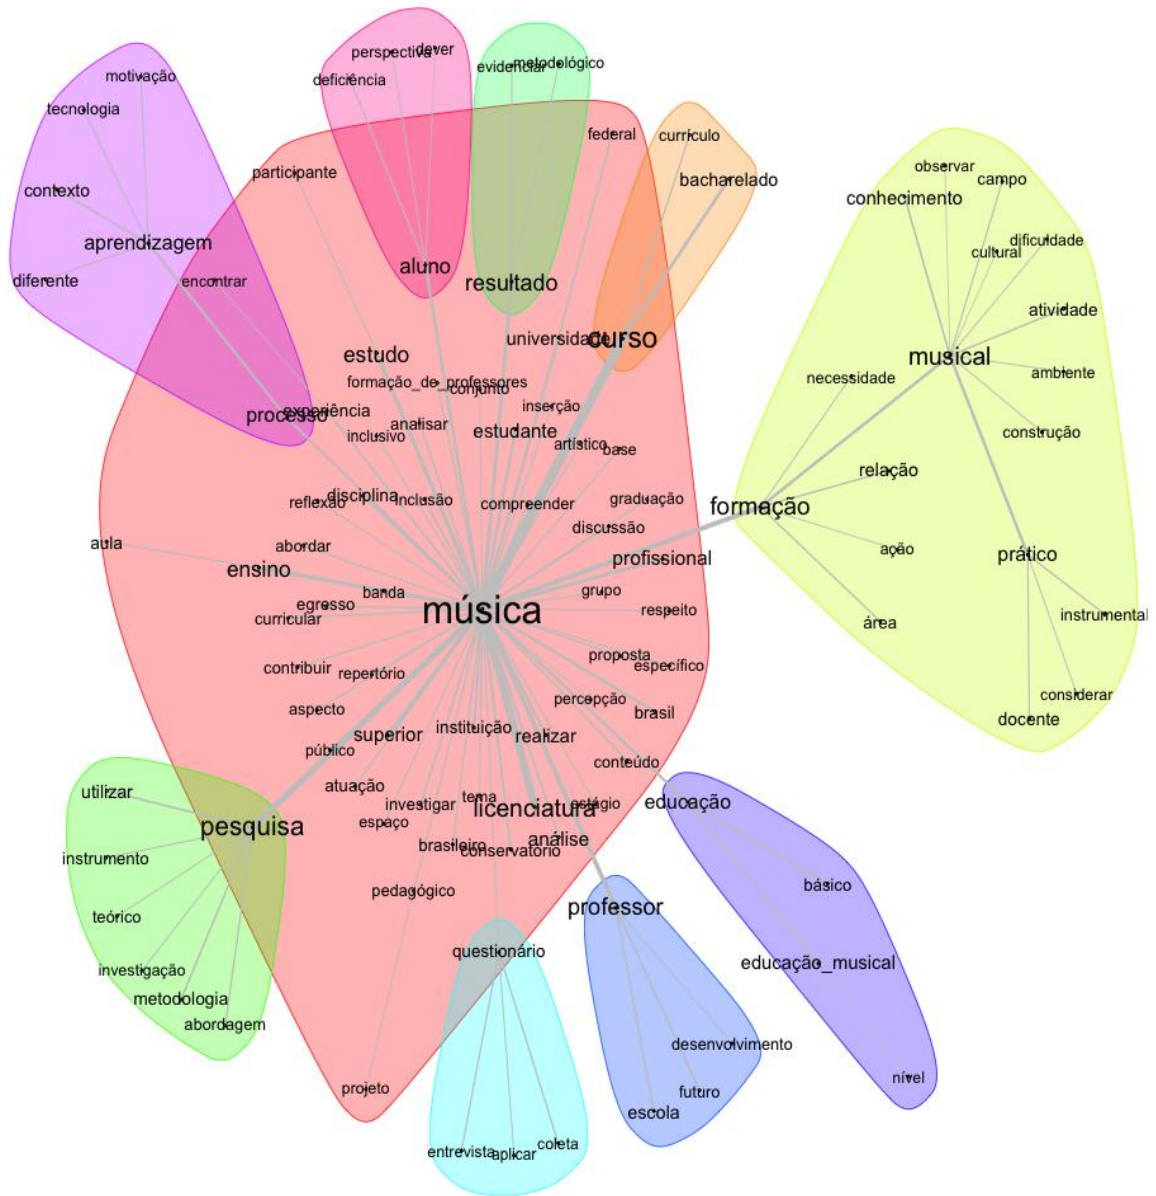 perspectiva
dever
deficiência
evidenciar
metodológico
motivação
tecnologia
federal
currículo
participante
bacharelado
observar
campo
conhecimento
contexto
aprendizagem
dificuldade
cultural
aluno
encontrar
diferente
resultado
atividade
universidade
curso
estudo
musical
necessidade
ambiente
formação_de_professores
conjunto
processo
experiência
inserção
analisar
estudante
inclusivo
artístico
base
construção
relação
disciplina
reflexão
inclusão
compreender
graduação
formação
discussão
aula
abordar
profissional
ação
prático
ensino
banda
grupo
egresso
música
respeito
curricular
área
instrumental
proposta
específico
contribuir
repertório
considerar
percepção
aspecto
brasil
docente
instituição
superior
realizar
público
conteúdo
utilizar
atuação
tema
educação
investigar
licenciatura
estágio
espaço
pesquisa
análise
brasileiro
conservatório
instrumento
básico
pedagógico
professor
teórico
questionário
educação_musical
investigação
metodologia
abordagem
desenvolvimento
nível
projeto
futuro
escola
entrevista
aplicar
coleta